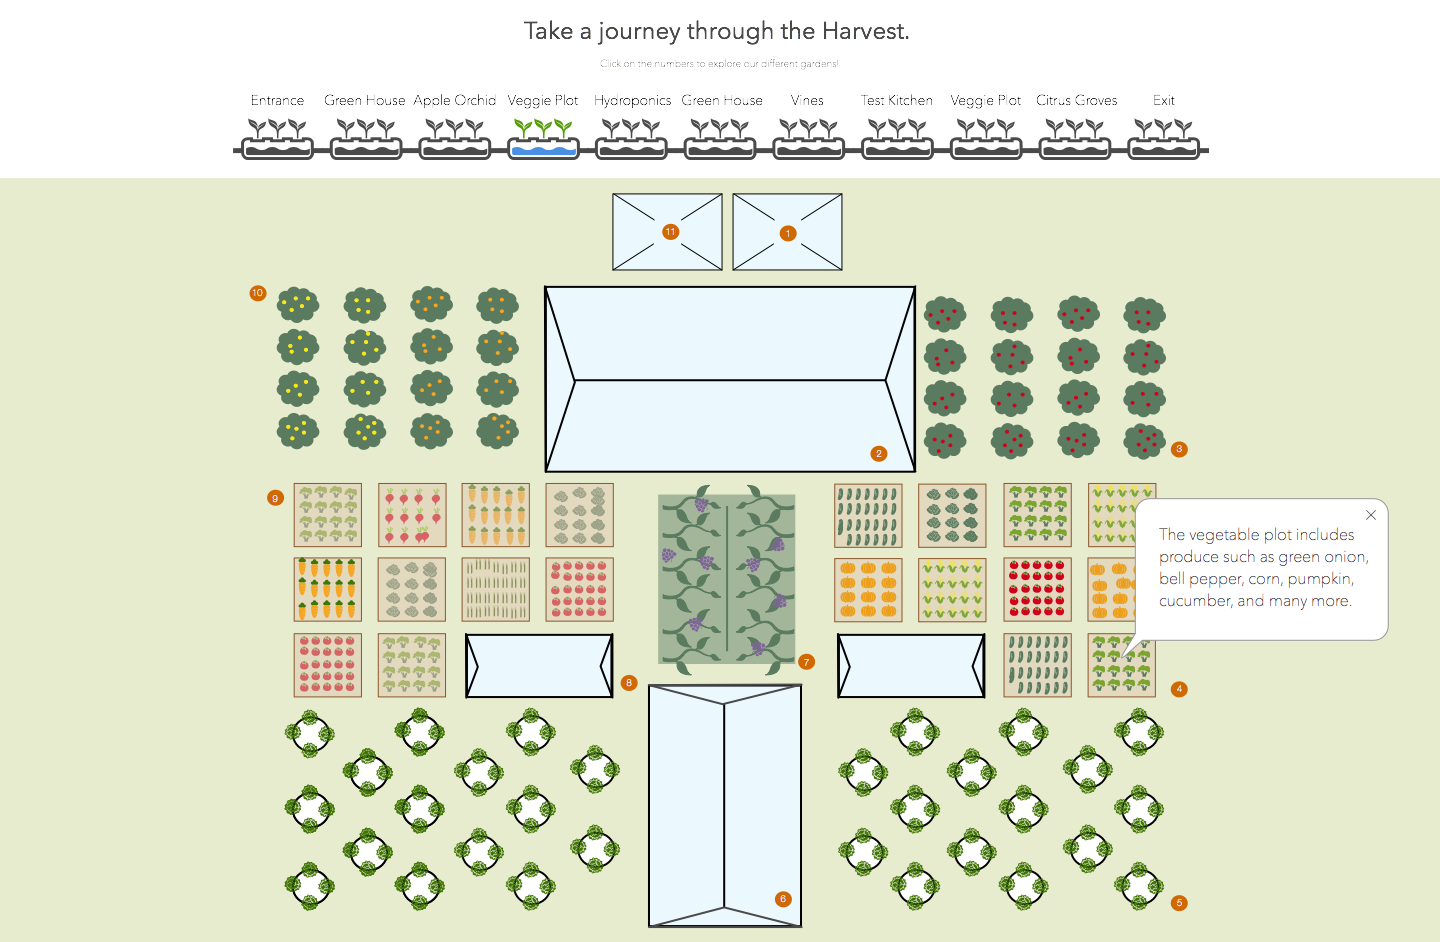 Take a journey through the Harvest.
Click on the numbers to explore our different gardens!
Entrance Green House Apple Orchid Veggie Plot Hydroponics Green House Vines Test Kitchen Veggie Plot Citrus Groves Exit
11 1
10
2
3
9
The vegetable plot includes
produce such as green onion,
bell pepper, corn, pumpkin,
cucumber, and many more.
7
8
4
6
5